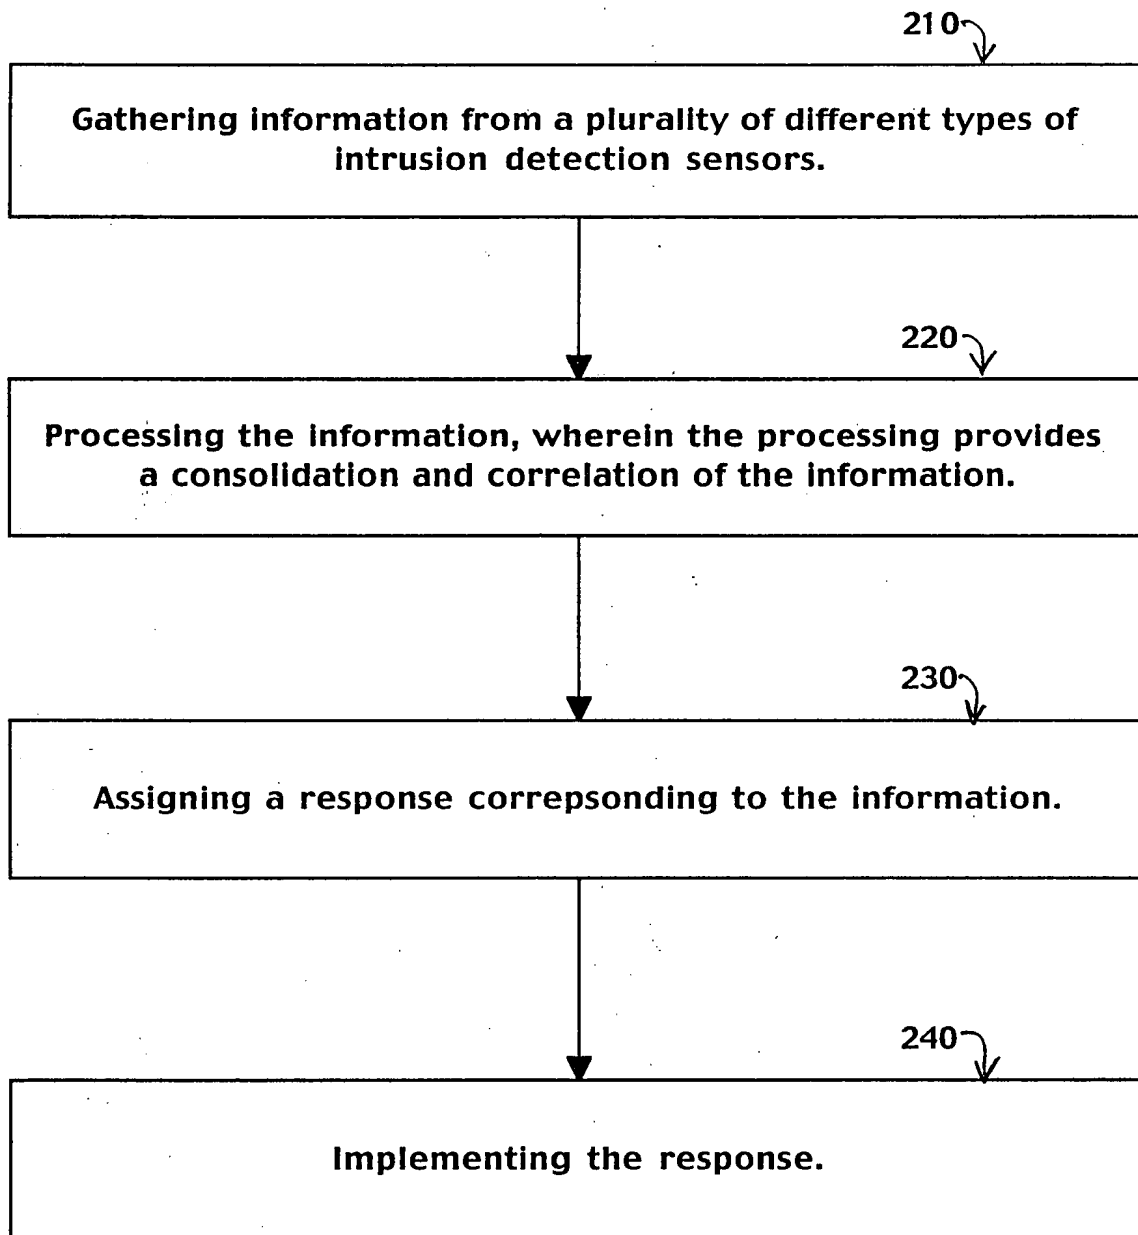 210
Gathering information from a plurality of different types of
intrusion detection sensors.
220
Processing the information, wherein the processing provides
a consolidation and correlation of the information.
230
Assigning a response correpsonding to the information.
240
Implementing the response.